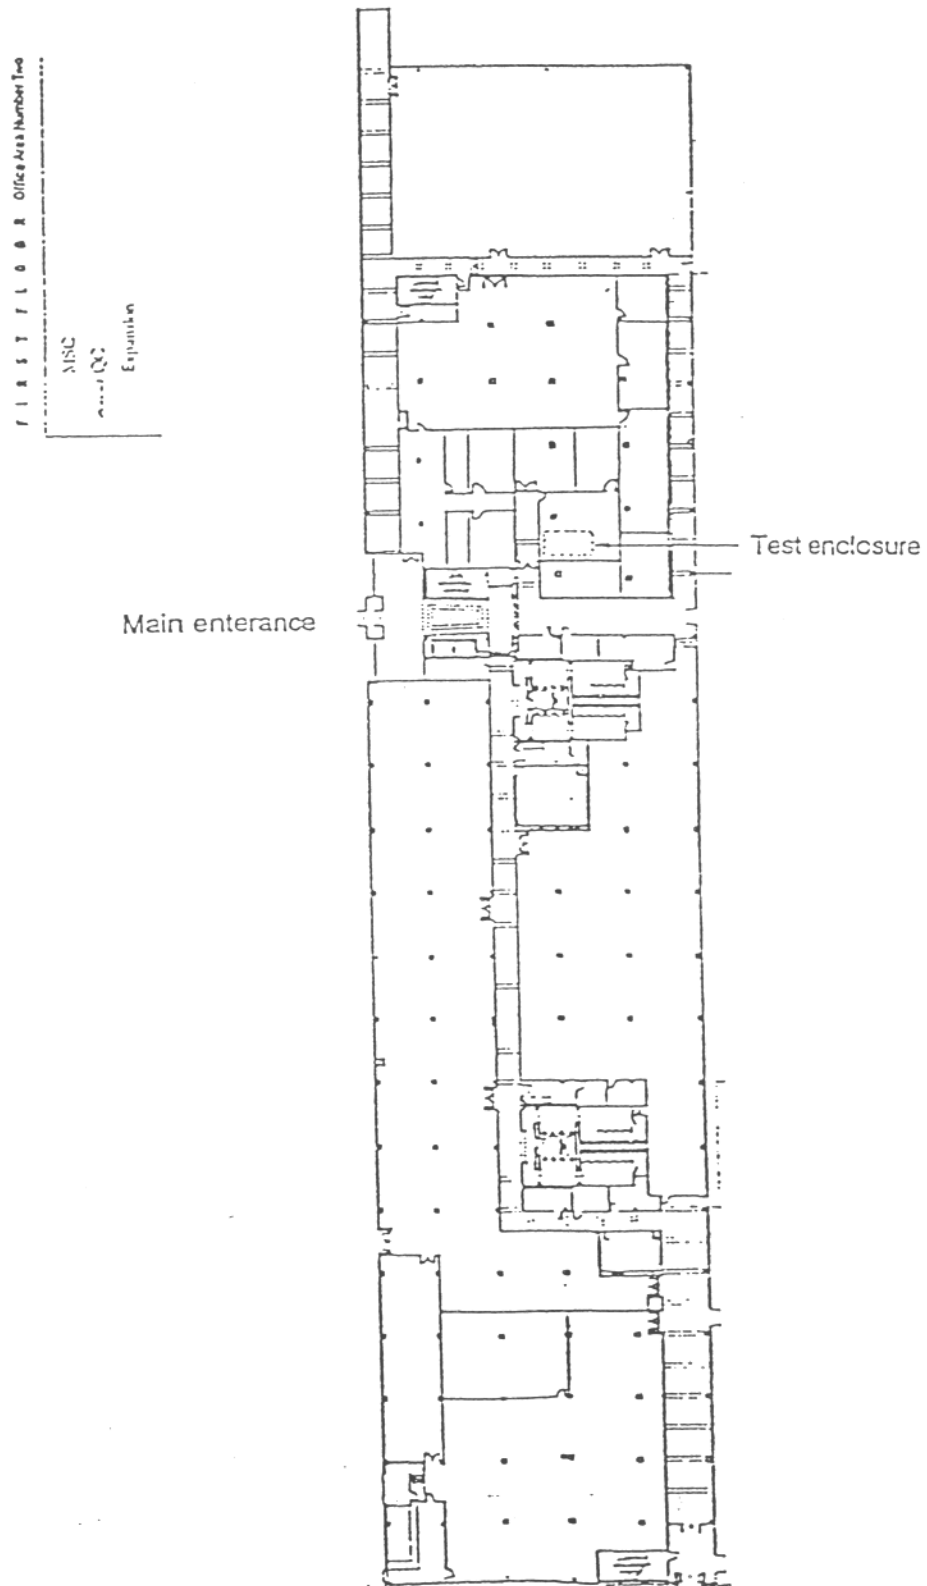 FIRST FLOOR Office Area Number Two
MSC
QC
Expansion
Test enclosure
Main enterance